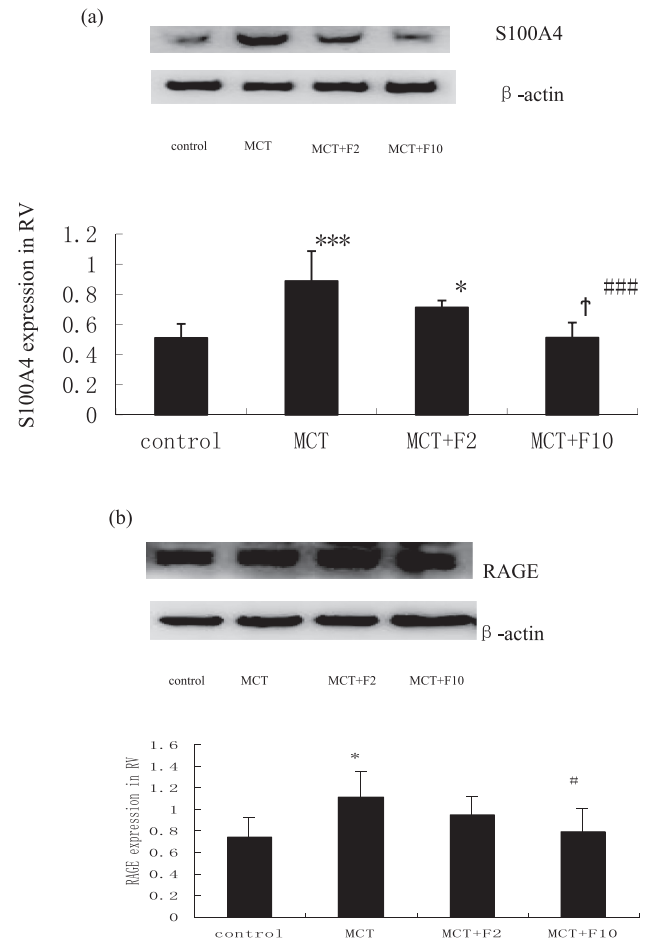 (a)
S100A4
β-actin
control MCT MCT+F2 MCT+F10
S100A4 expression in RV
1.2
1
0.8
0.6
0.4
0.2
0
***
*
†
###
control MCT MCT+F2 MCT+F10
(b)
RAGE
β-actin
control MCT MCT+F2 MCT+F10
RAGE expression in RV
1.6
1.4
1.2
1
0.8
0.6
0.4
0.2
0
*
#
control MCT MCT+F2 MCT+F10